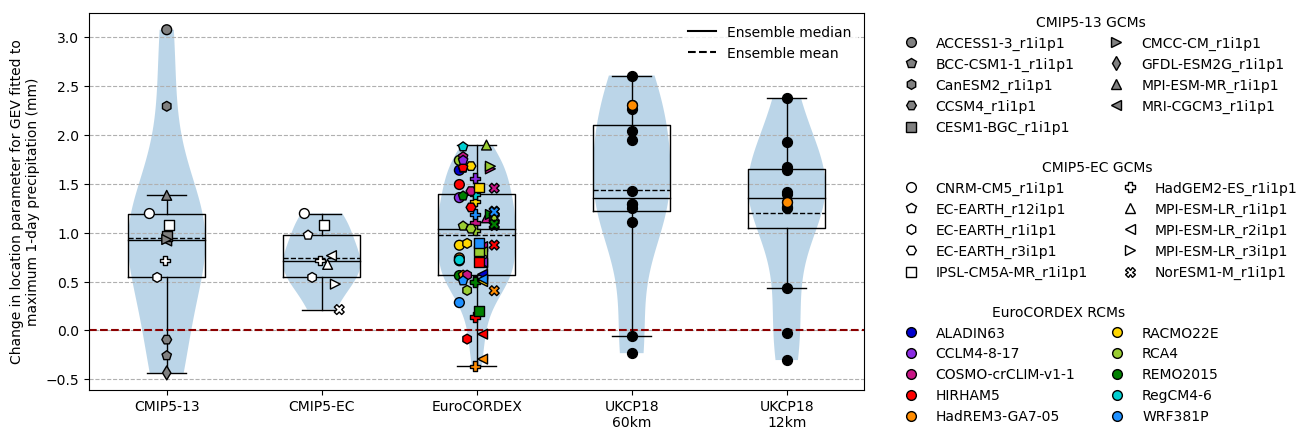 Change in location parameter for GEV fitted to
maximum 1-day precipitation (mm)
3.0
2.5
2.0
1.5
1.0
0.5
0.0
−0.5
Ensemble median
Ensemble mean
CMIP5-13
CMIP5-EC
EuroCORDEX
UKCP18
60km
UKCP18
12km
CMIP5-13 GCMs
ACCESS1-3_r1i1p1
BCC-CSM1-1_r1i1p1
CanESM2_r1i1p1
CCSM4_r1i1p1
CESM1-BGC_r1i1p1
CMCC-CM_r1i1p1
GFDL-ESM2G_r1i1p1
MPI-ESM-MR_r1i1p1
MRI-CGCM3_r1i1p1
CMIP5-EC GCMs
CNRM-CM5_r1i1p1
EC-EARTH_r12i1p1
EC-EARTH_r1i1p1
EC-EARTH_r3i1p1
IPSL-CM5A-MR_r1i1p1
HadGEM2-ES_r1i1p1
MPI-ESM-LR_r1i1p1
MPI-ESM-LR_r2i1p1
MPI-ESM-LR_r3i1p1
NorESM1-M_r1i1p1
EuroCORDEX RCMs
ALADIN63
CCLM4-8-17
COSMO-crCLIM-v1-1
HIRHAM5
HadREM3-GA7-05
RACMO22E
RCA4
REMO2015
RegCM4-6
WRF381P